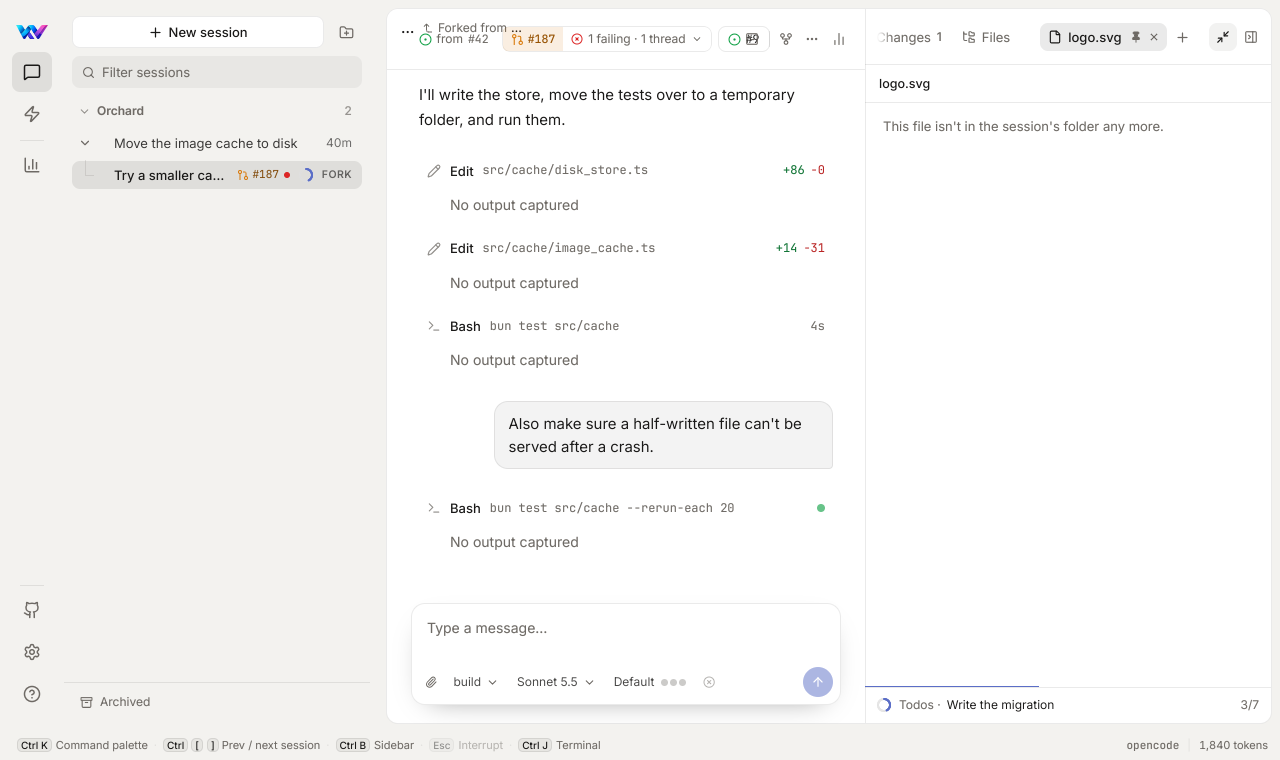 New session
Filter sessions
Orchard 2
Move the image cache to disk 40m
Try a smaller ca... #187 FORK
Archived
... Forked from ...
from #42 #187 1 failing · 1 thread
I'll write the store, move the tests over to a temporary
folder, and run them.
Edit src/cache/disk_store.ts +86 -0
No output captured
Edit src/cache/image_cache.ts +14 -31
No output captured
Bash bun test src/cache 4s
No output captured
Also make sure a half-written file can't be
served after a crash.
Bash bun test src/cache --rerun-each 20
No output captured
Type a message...
build Sonnet 5.5 Default
Changes 1 Files logo.svg
logo.svg
This file isn't in the session's folder any more.
Todos · Write the migration 3/7
Ctrl K Command palette · Ctrl [ ] Prev / next session · Ctrl B Sidebar · Esc Interrupt · Ctrl J Terminal
opencode 1,840 tokens